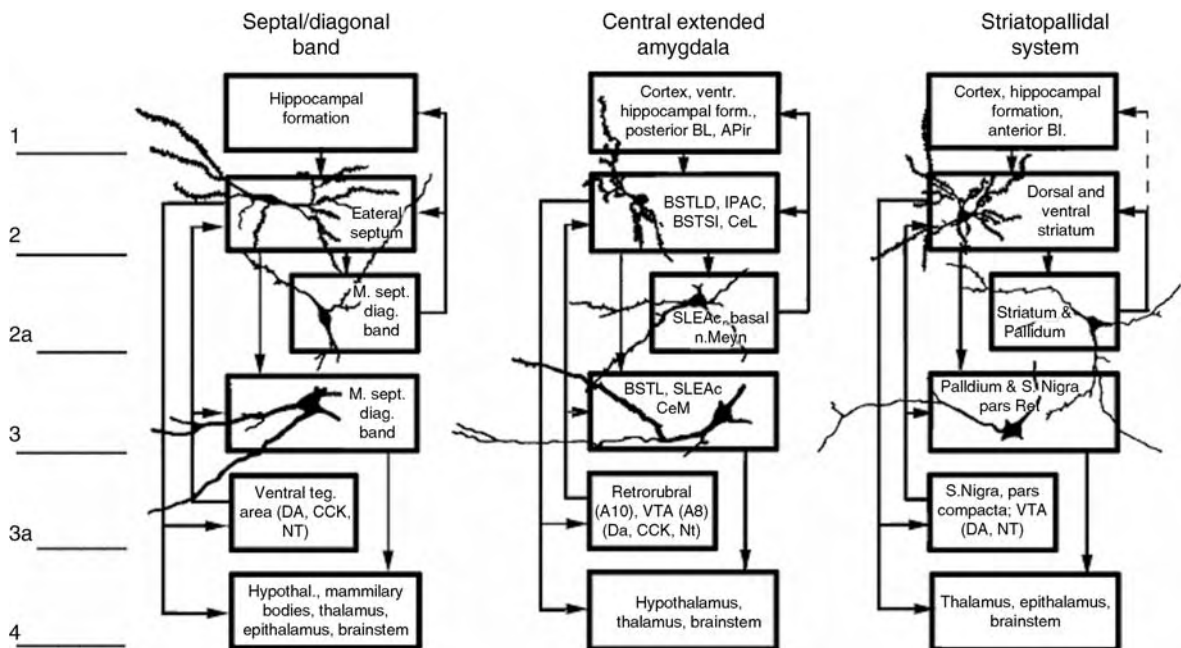 Septal/diagonal
band
Central extended
amygdala
Striatopallidal
system
1
Hippocampal
formation
Cortex, ventr.
hippocampal form.,
posterior BL, APir
Cortex, hippocampal
formation,
anterior Bl.
2
Eateral
septum
BSTLD, IPAC,
BSTSI, CeL
Dorsal and
ventral
striatum
2a
M. sept.
diag.
band
SLEAc, basal
n.Meyn
Striatum &
Pallidum
3
M. sept.
diag.
band
BSTL, SLEAc
CeM
Palldium & S. Nigra
pars Ref
3a
Ventral teg.
area (DA, CCK,
NT)
Retrorubral
(A10), VTA (A8)
(Da, CCK, Nt)
S.Nigra, pars
compacta; VTA
(DA, NT)
4
Hypothal., mammilary
bodies, thalamus,
epithalamus, brainstem
Hypothalamus,
thalamus, brainstem
Thalamus, epithalamus,
brainstem